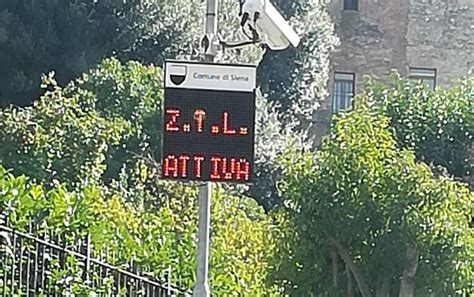 Comune di Siena
Z.T.L.
ATTIVA